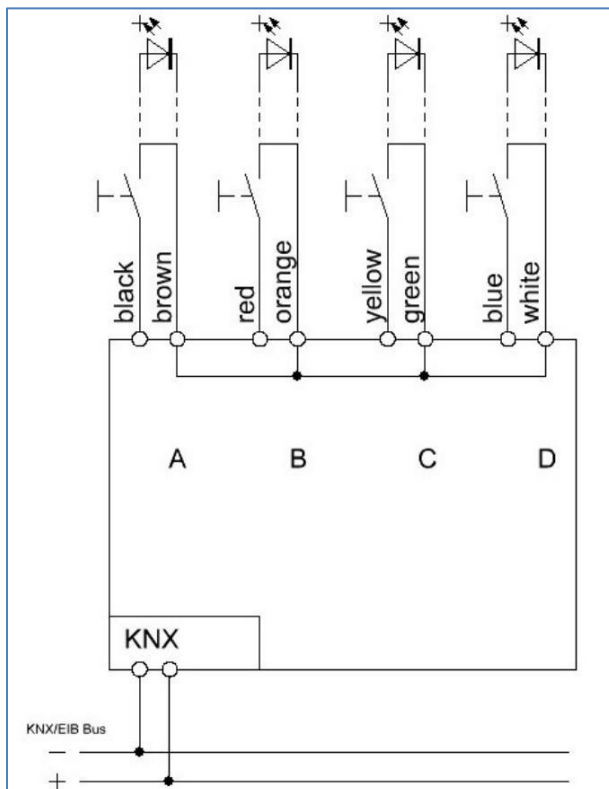 + + + +
black brown red orange yellow green blue white
A B C D
KNX
KNX/EIB Bus
−
+